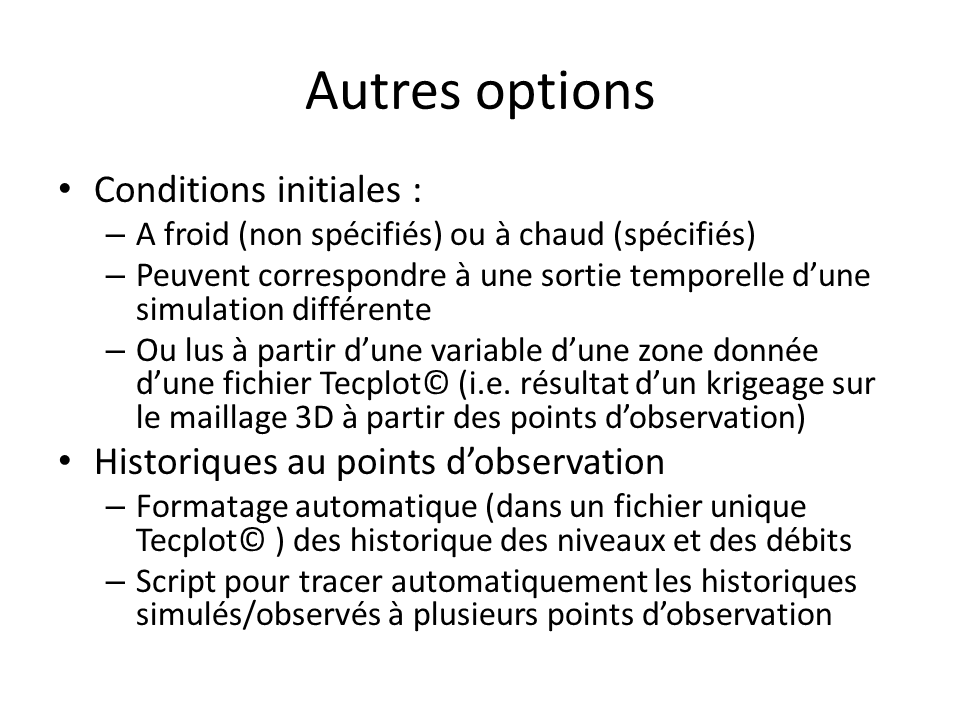 Autres options
• Conditions initiales :
– A froid (non spécifiés) ou à chaud (spécifiés)
– Peuvent correspondre à une sortie temporelle d’une
simulation différente
– Ou lus à partir d’une variable d’une zone donnée
d’une fichier Tecplot© (i.e. résultat d’un krigeage sur
le maillage 3D à partir des points d’observation)
• Historiques au points d’observation
– Formatage automatique (dans un fichier unique
Tecplot© ) des historique des niveaux et des débits
– Script pour tracer automatiquement les historiques
simulés/observés à plusieurs points d’observation